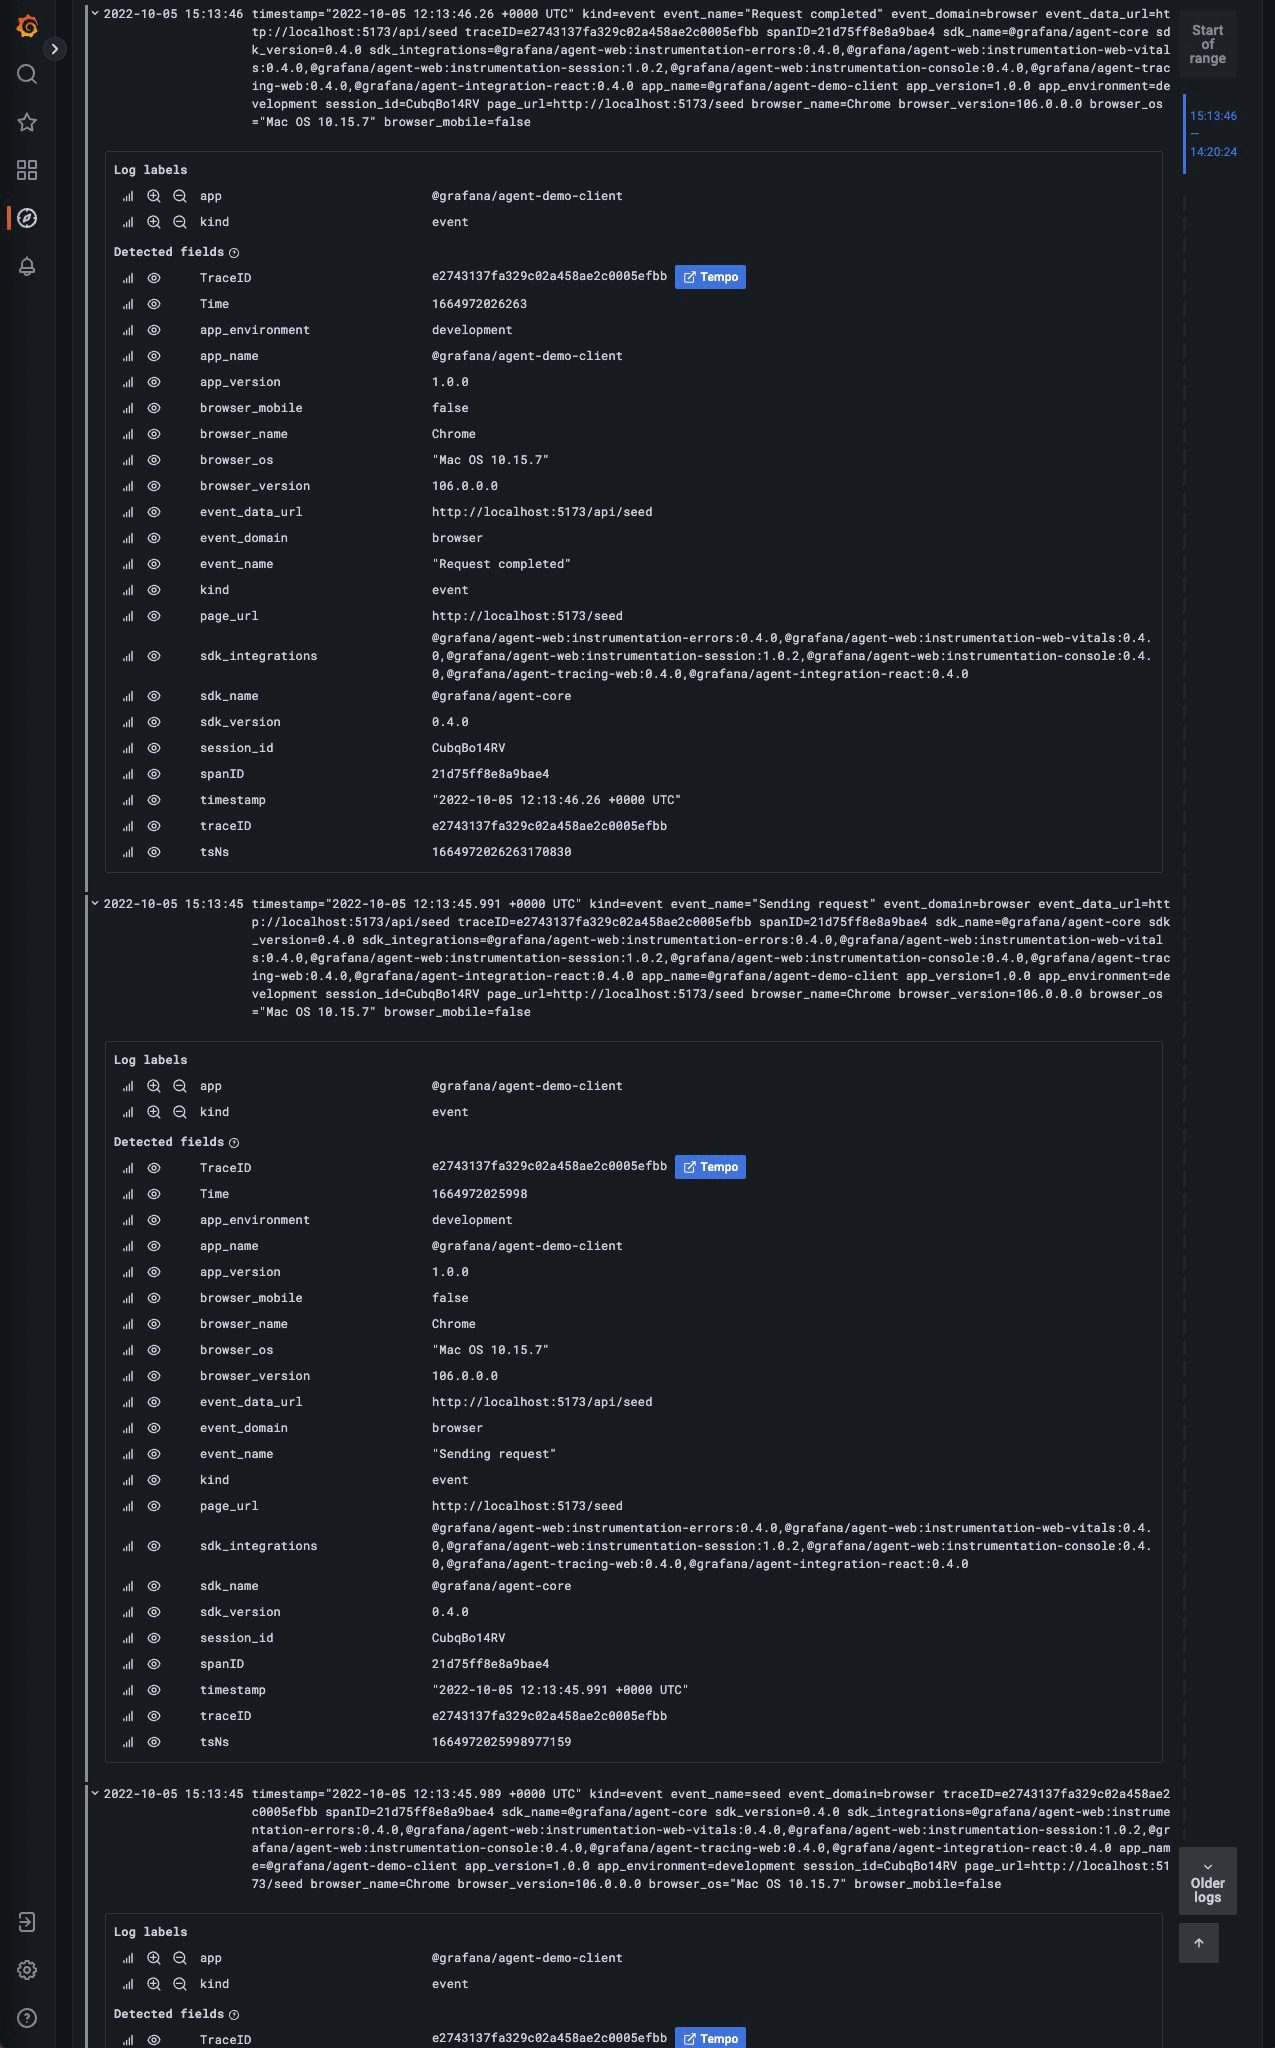 2022-10-05 15:13:46 timestamp="2022-10-05 12:13:46.26 +0000 UTC" kind=event event_name="Request completed" event_domain=browser event_data_url=ht
tp://localhost:5173/api/seed traceID=e2743137fa329c02a458ae2c0005efbb spanID=21d75ff8e8a9bae4 sdk_name=@grafana/agent-core sd
k_version=0.4.0 sdk_integrations=@grafana/agent-web:instrumentation-errors:0.4.0,@grafana/agent-web:instrumentation-web-vital
s:0.4.0,@grafana/agent-web:instrumentation-session:1.0.2,@grafana/agent-web:instrumentation-console:0.4.0,@grafana/agent-trac
ing-web:0.4.0,@grafana/agent-integration-react:0.4.0 app_name=@grafana/agent-demo-client app_version=1.0.0 app_environment=de
velopment session_id=CubqBo14RV page_url=http://localhost:5173/seed browser_name=Chrome browser_version=106.0.0.0 browser_os
="Mac OS 10.15.7" browser_mobile=false
Start
of
range
15:13:46
—
14:20:24
Log labels
app @grafana/agent-demo-client
kind event
Detected fields
TraceID e2743137fa329c02a458ae2c0005efbb Tempo
Time 1664972026263
app_environment development
app_name @grafana/agent-demo-client
app_version 1.0.0
browser_mobile false
browser_name Chrome
browser_os "Mac OS 10.15.7"
browser_version 106.0.0.0
event_data_url http://localhost:5173/api/seed
event_domain browser
event_name "Request completed"
kind event
page_url http://localhost:5173/seed
@grafana/agent-web:instrumentation-errors:0.4.0,@grafana/agent-web:instrumentation-web-vitals:0.4.
sdk_integrations 0,@grafana/agent-web:instrumentation-session:1.0.2,@grafana/agent-web:instrumentation-console:0.4.
0,@grafana/agent-tracing-web:0.4.0,@grafana/agent-integration-react:0.4.0
sdk_name @grafana/agent-core
sdk_version 0.4.0
session_id CubqBo14RV
spanID 21d75ff8e8a9bae4
timestamp "2022-10-05 12:13:46.26 +0000 UTC"
traceID e2743137fa329c02a458ae2c0005efbb
tsNs 1664972026263170830
2022-10-05 15:13:45 timestamp="2022-10-05 12:13:45.991 +0000 UTC" kind=event event_name="Sending request" event_domain=browser event_data_url=htt
p://localhost:5173/api/seed traceID=e2743137fa329c02a458ae2c0005efbb spanID=21d75ff8e8a9bae4 sdk_name=@grafana/agent-core sdk
_version=0.4.0 sdk_integrations=@grafana/agent-web:instrumentation-errors:0.4.0,@grafana/agent-web:instrumentation-web-vital
s:0.4.0,@grafana/agent-web:instrumentation-session:1.0.2,@grafana/agent-web:instrumentation-console:0.4.0,@grafana/agent-trac
ing-web:0.4.0,@grafana/agent-integration-react:0.4.0 app_name=@grafana/agent-demo-client app_version=1.0.0 app_environment=de
velopment session_id=CubqBo14RV page_url=http://localhost:5173/seed browser_name=Chrome browser_version=106.0.0.0 browser_os
="Mac OS 10.15.7" browser_mobile=false
Log labels
app @grafana/agent-demo-client
kind event
Detected fields
TraceID e2743137fa329c02a458ae2c0005efbb Tempo
Time 1664972025998
app_environment development
app_name @grafana/agent-demo-client
app_version 1.0.0
browser_mobile false
browser_name Chrome
browser_os "Mac OS 10.15.7"
browser_version 106.0.0.0
event_data_url http://localhost:5173/api/seed
event_domain browser
event_name "Sending request"
kind event
page_url http://localhost:5173/seed
@grafana/agent-web:instrumentation-errors:0.4.0,@grafana/agent-web:instrumentation-web-vitals:0.4.
sdk_integrations 0,@grafana/agent-web:instrumentation-session:1.0.2,@grafana/agent-web:instrumentation-console:0.4.
0,@grafana/agent-tracing-web:0.4.0,@grafana/agent-integration-react:0.4.0
sdk_name @grafana/agent-core
sdk_version 0.4.0
session_id CubqBo14RV
spanID 21d75ff8e8a9bae4
timestamp "2022-10-05 12:13:45.991 +0000 UTC"
traceID e2743137fa329c02a458ae2c0005efbb
tsNs 1664972025998977159
2022-10-05 15:13:45 timestamp="2022-10-05 12:13:45.989 +0000 UTC" kind=event event_name=seed event_domain=browser traceID=e2743137fa329c02a458ae2
c0005efbb spanID=21d75ff8e8a9bae4 sdk_name=@grafana/agent-core sdk_version=0.4.0 sdk_integrations=@grafana/agent-web:instrume
ntation-errors:0.4.0,@grafana/agent-web:instrumentation-web-vitals:0.4.0,@grafana/agent-web:instrumentation-session:1.0.2,@gr
afana/agent-web:instrumentation-console:0.4.0,@grafana/agent-tracing-web:0.4.0,@grafana/agent-integration-react:0.4.0 app_nam
e=@grafana/agent-demo-client app_version=1.0.0 app_environment=development session_id=CubqBo14RV page_url=http://localhost:51
73/seed browser_name=Chrome browser_version=106.0.0.0 browser_os="Mac OS 10.15.7" browser_mobile=false
Older
logs
Log labels
app @grafana/agent-demo-client
kind event
Detected fields
TraceID e2743137fa329c02a458ae2c0005efbb Tempo